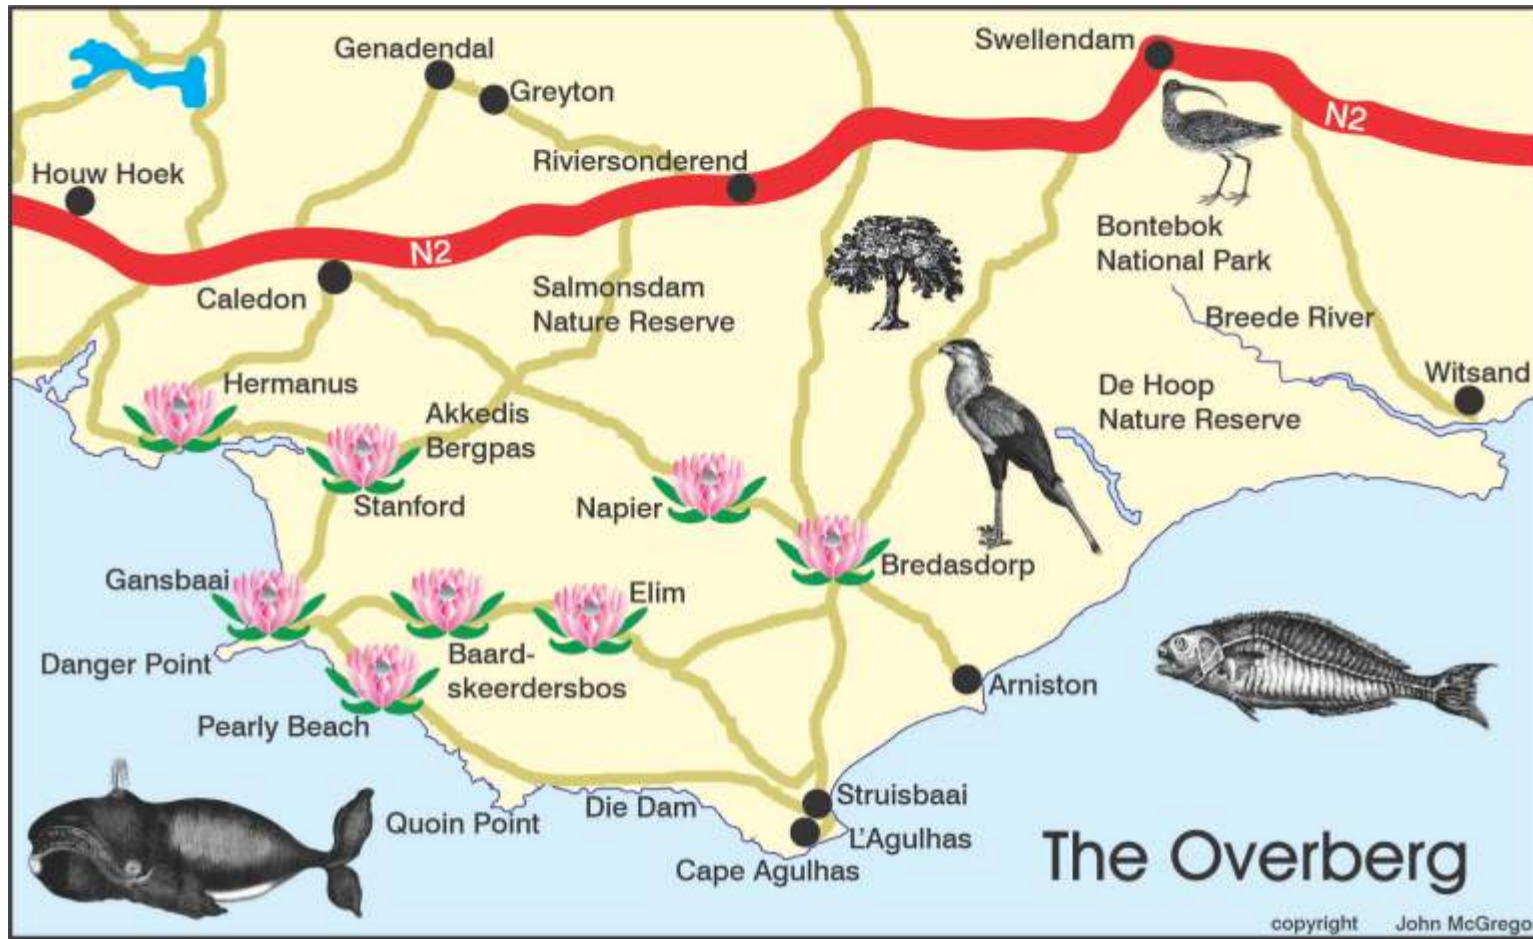 Genadendal
Swellendam
Greyton
N2
Riviersonderend
Houw Hoek
Bontebok
National Park
N2
Caledon
Salmonsdam
Nature Reserve
Breede River
Hermanus
Witsand
De Hoop
Nature Reserve
Akkedis
Bergpas
Stanford
Napier
Bredasdorp
Gansbaai
Elim
Danger Point
Baard-
skeerdersbos
Arniston
Pearly Beach
Struisbaai
Die Dam
Quoin Point
L'Agulhas
Cape Agulhas
The Overberg
copyright John McGrego